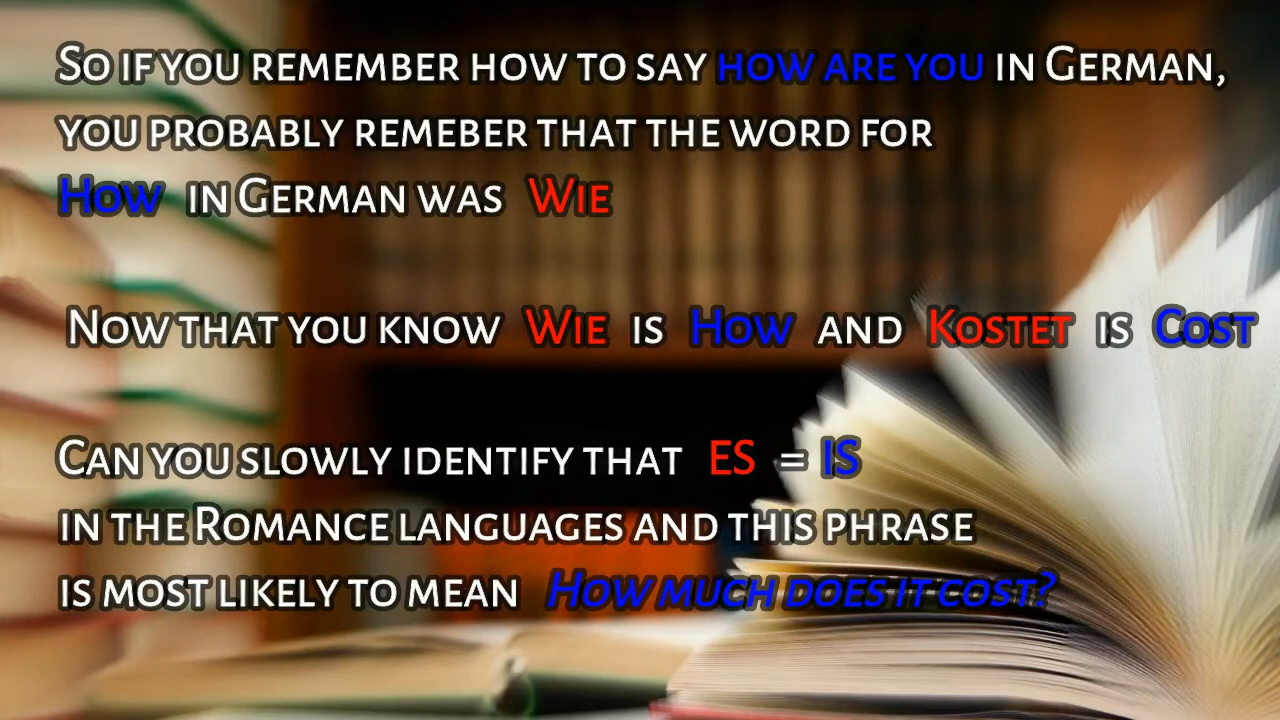 So if you remember how to say how are you in German,
you probably remeber that the word for
How in German was Wie
Now that you know Wie is How and Kostet is Cost
Can you slowly identify that ES = IS
in the Romance languages and this phrase
is most likely to mean How much does it cost?